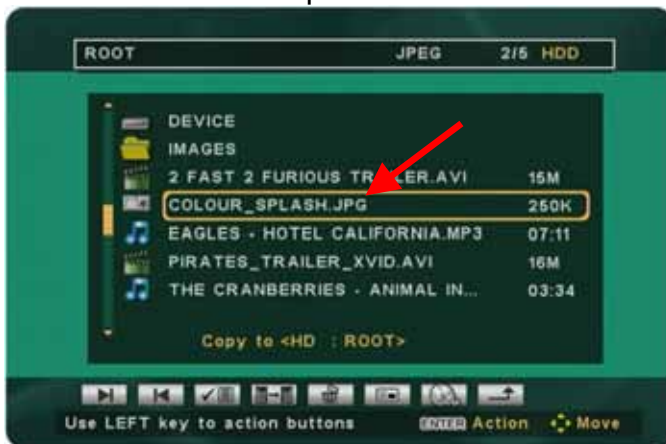 ROOT JPEG 2/5 HDD
DEVICE
IMAGES
2 FAST 2 FURIOUS TR LER.AVI 15M
COLOUR_SPLASH.JPG 250K
EAGLES - HOTEL CALIFORNIA.MP3 07:11
PIRATES_TRAILER_XVID.AVI 16M
THE CRANBERRIES - ANIMAL IN... 03:34
Copy to <HD : ROOT>
Use LEFT key to action buttons ENTER Action Move